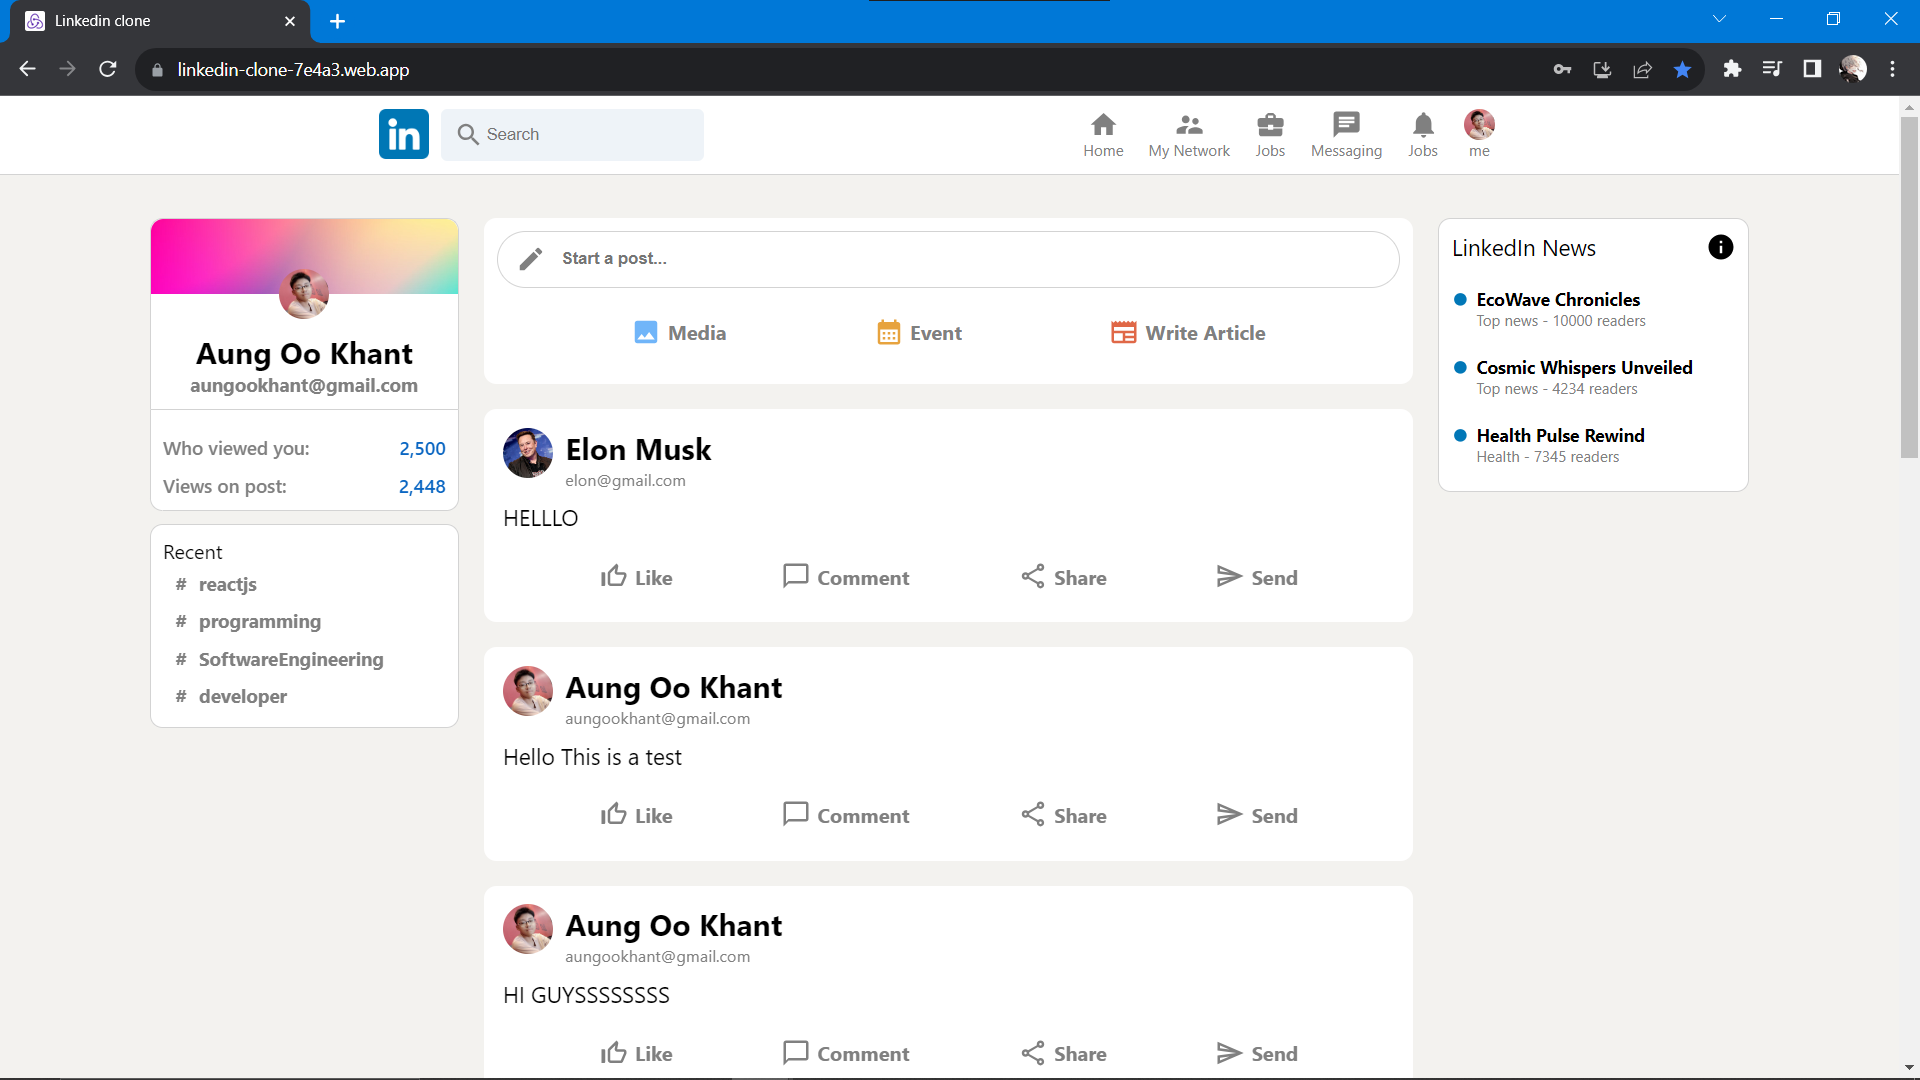 Linkedin clone
linkedin-clone-7e4a3.web.app
in
Search
Home
My Network
Jobs
Messaging
Jobs
me
Aung Oo Khant
aungookhant@gmail.com
Who viewed you: 2,500
Views on post: 2,448
Recent
# reactjs
# programming
# SoftwareEngineering
# developer
Start a post...
Media
Event
Write Article
Elon Musk
elon@gmail.com
HELLLO
Like
Comment
Share
Send
Aung Oo Khant
aungookhant@gmail.com
Hello This is a test
Like
Comment
Share
Send
Aung Oo Khant
aungookhant@gmail.com
HI GUYSSSSSSSS
Like
Comment
Share
Send
LinkedIn News
EcoWave Chronicles
Top news - 10000 readers
Cosmic Whispers Unveiled
Top news - 4234 readers
Health Pulse Rewind
Health - 7345 readers